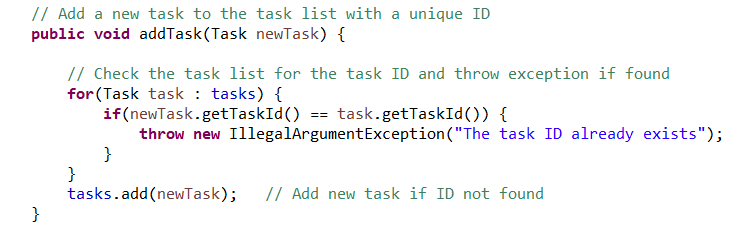 // Add a new task to the task list with a unique ID
public void addTask(Task newTask) {
// Check the task list for the task ID and throw exception if found
for(Task task : tasks) {
if(newTask.getTaskId() == task.getTaskId()) {
throw new IllegalArgumentException("The task ID already exists");
}
}
tasks.add(newTask);   // Add new task if ID not found
}